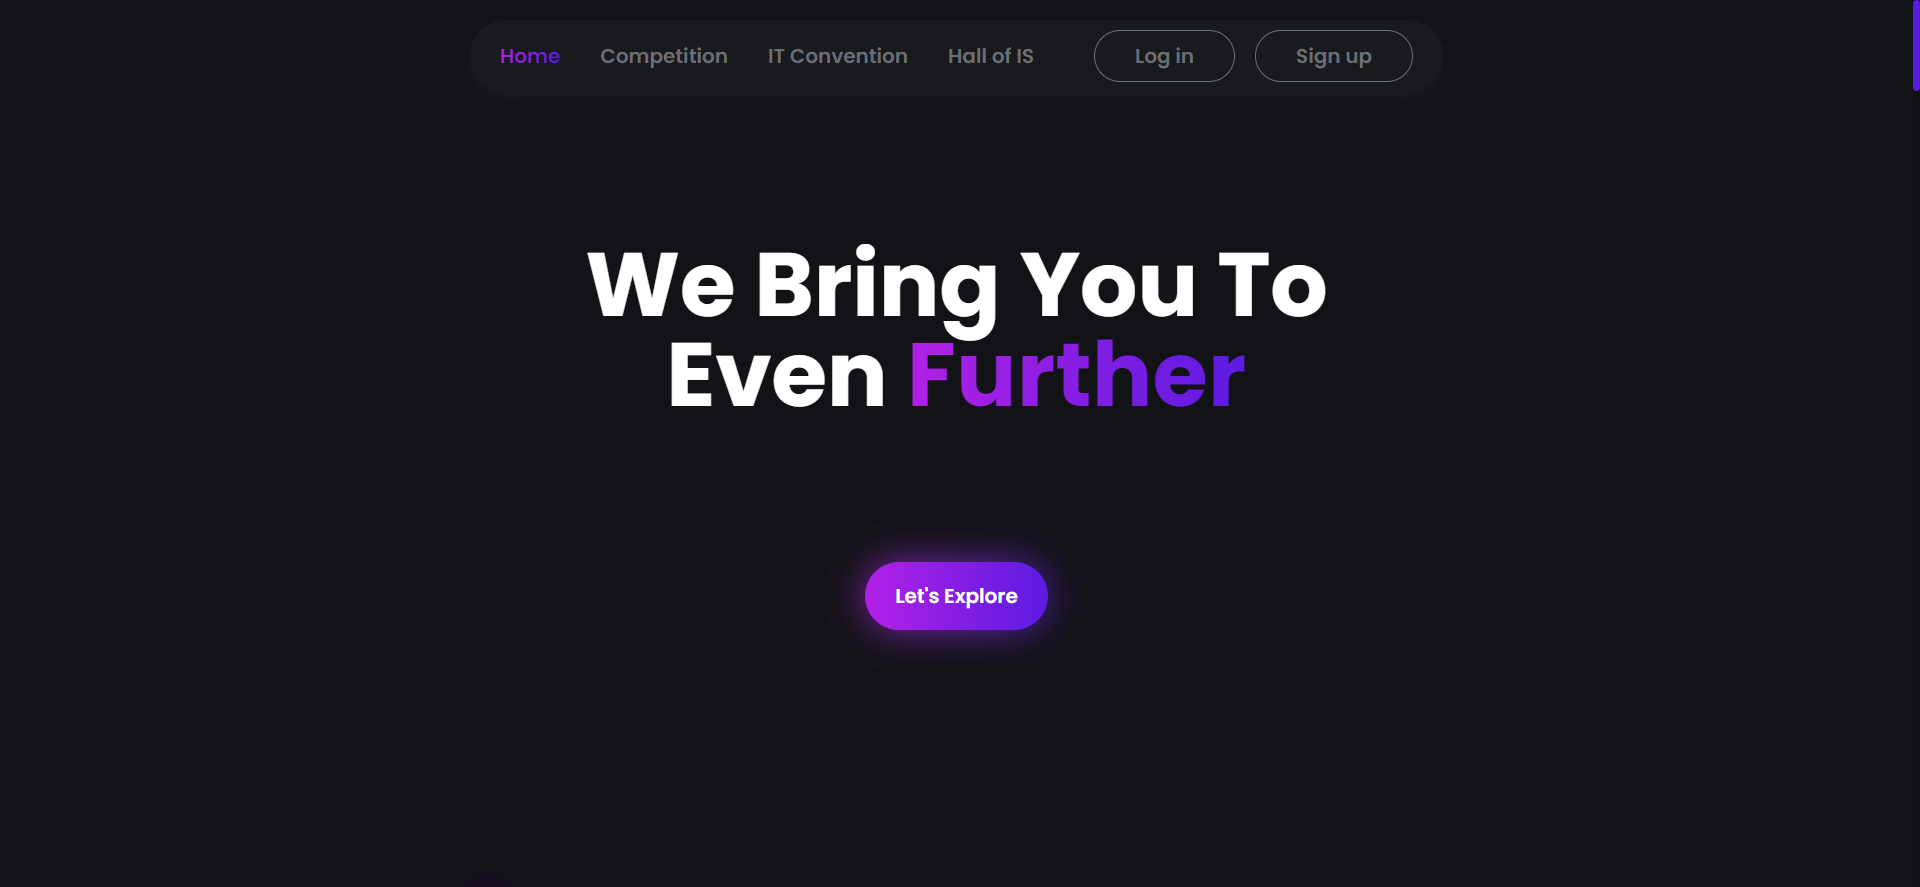 Home Competition IT Convention Hall of IS Log in Sign up
We Bring You To
Even Further
Let's Explore